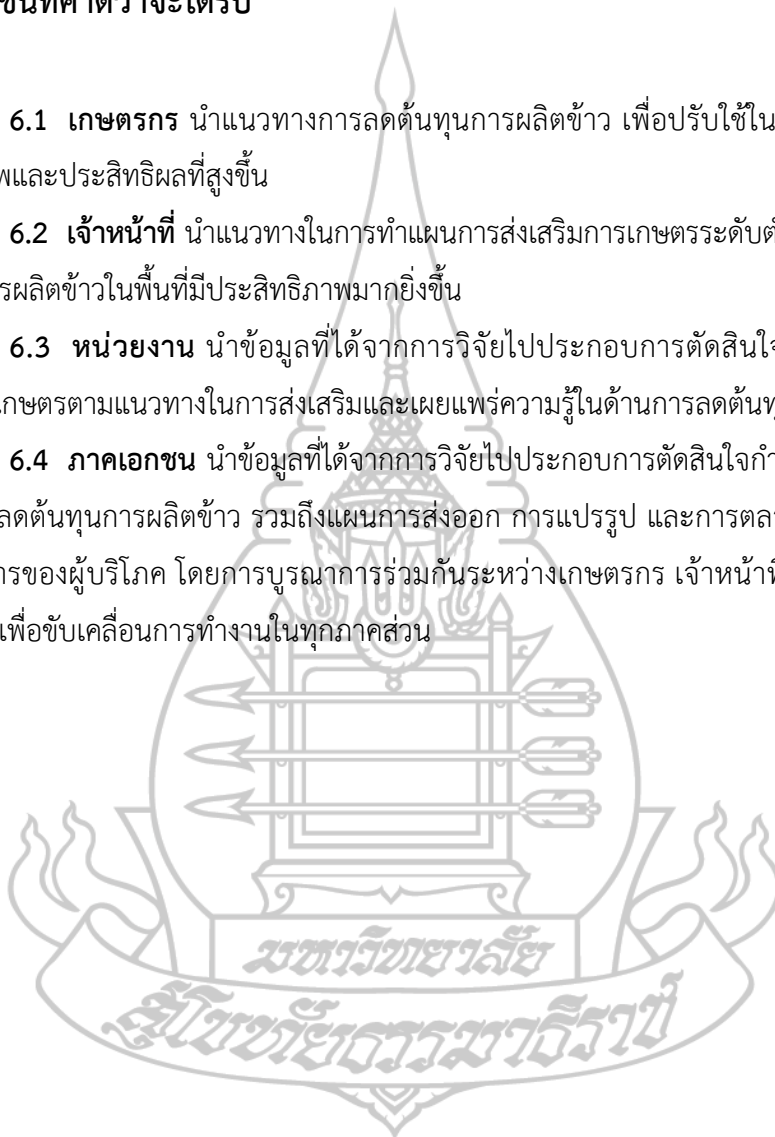 6.1 เกษตรกร นำแนวทางการลดต้นทุนการผลิตข้าว เพื่อปรับใช้ใน
และประสิทธิผลที่สูงขึ้น
6.2 เจ้าหน้าที่ นำแนวทางในการทำแผนการส่งเสริมการเกษตรระดับ
รผลิตข้าวในพื้นที่มีประสิทธิภาพมากยิ่งขึ้น
6.3 หน่วยงาน นำข้อมูลที่ได้จากการวิจัยไปประกอบการตัดสินใจ
เกษตรตามแนวทางในการส่งเสริมและเผยแพร่ความรู้ในด้านการลดต้นทุ
6.4 ภาคเอกชน นำข้อมูลที่ได้จากการวิจัยไปประกอบการตัดสินใจกำ
ลดต้นทุนการผลิตข้าว รวมถึงแผนการส่งออก การแปรรูป และการตล
ารของผู้บริโภค โดยการบูรณาการร่วมกันระหว่างเกษตรกร เจ้าหน้าที่
เพื่อขับเคลื่อนการทำงานในทุกภาคส่วน
มหาวิทยาลัย
สุโขทัยธรรมาธิราช